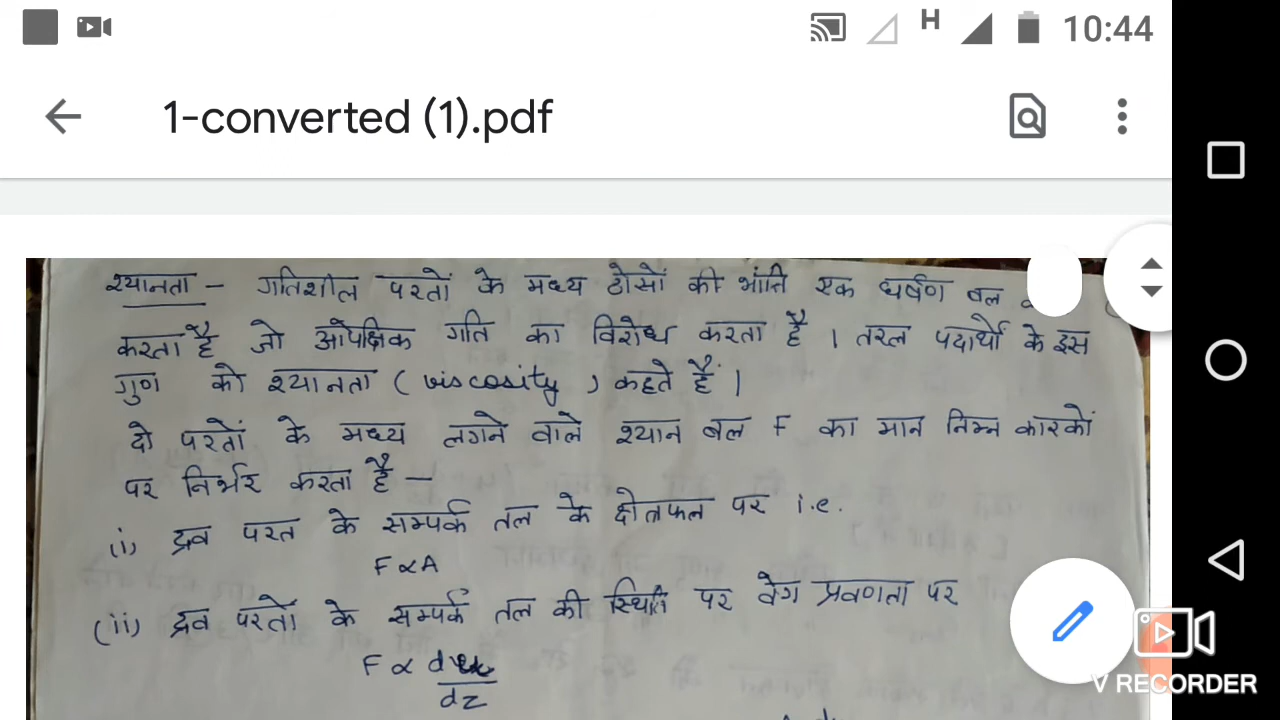 H 10:44
1-converted (1).pdf
श्यानता – गतिशील परतों के मध्य ठोसों की भांति एक घर्षण बल
करता है जो आपेक्षिक गति का विरोध करता है । तरल पदार्थों के इस
गुण को श्यानता ( viscosity ) कहते हैं ।
दो परतों के मध्य लगने वाले श्यान बल F का मान निम्न कारकों
पर निर्भर करता है –
(i) द्रव परत के सम्पर्क तल के क्षेत्रफल पर i.e.
F ∝ A
(ii) द्रव परतों के सम्पर्क तल की स्थिति पर वेग प्रवणता पर
F ∝ du
dz
V RECORDER